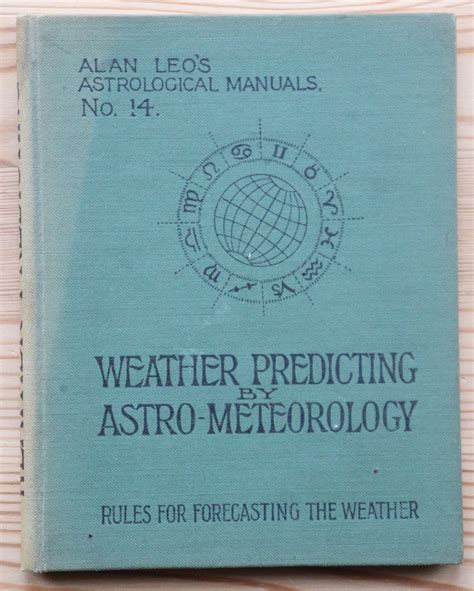 ALAN LEO'S
ASTROLOGICAL MANUALS.
No. 14.
WEATHER PREDICTING
BY
ASTRO-METEOROLOGY
RULES FOR FORECASTING THE WEATHER